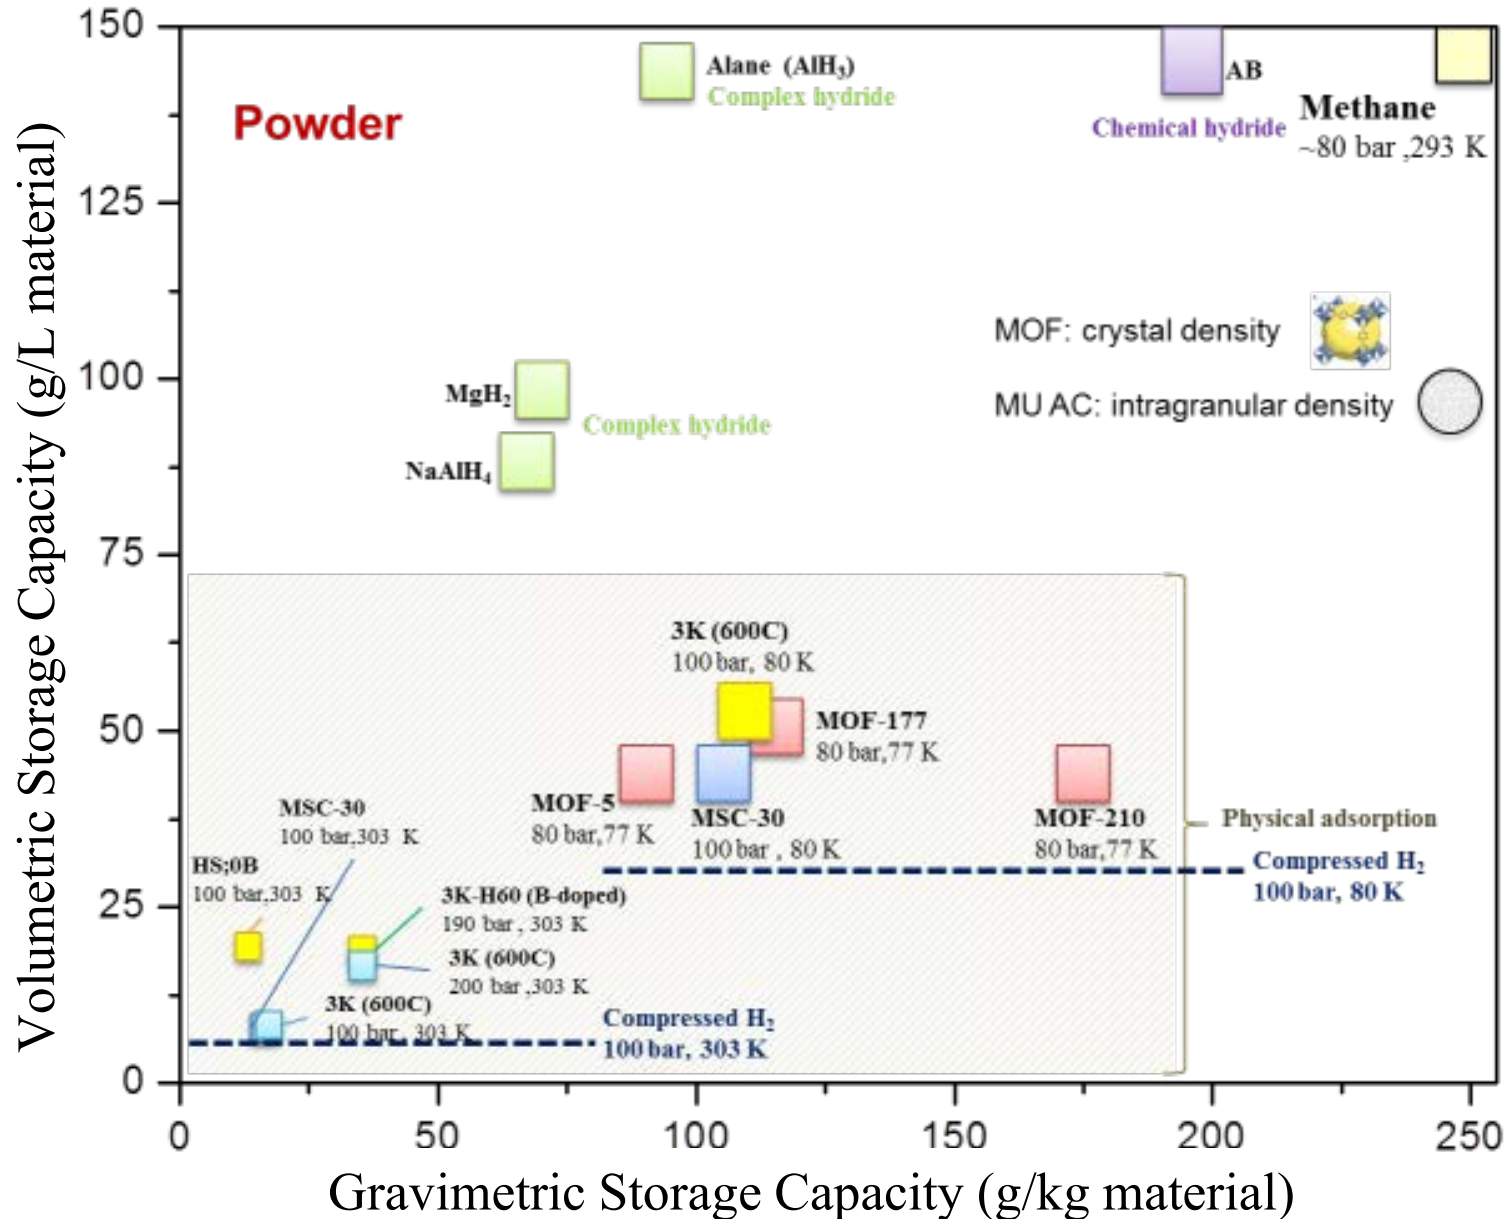 150
Alane (AlH₃)
Complex hydride
AB
Chemical hydride
Methane
~80 bar ,293 K
Powder
125
MOF: crystal density
MU AC: intragranular density
100
MgH₂
Complex hydride
NaAlH₄
75
3K (600C)
100 bar, 80 K
MOF-177
80 bar,77 K
50
MOF-5
80 bar,77 K
MSC-30
100 bar , 80 K
MOF-210
80 bar,77 K
Physical adsorption
Compressed H₂
100 bar, 80 K
MSC-30
100 bar,303 K
HS;0B
100 bar,303 K
25
3K-H60 (B-doped)
190 bar , 303 K
3K (600C)
200 bar ,303 K
3K (600C)
100 bar, 303 K
Compressed H₂
100 bar, 303 K
0
0 50 100 150 200 250
Gravimetric Storage Capacity (g/kg material)
Volumetric Storage Capacity (g/L material)